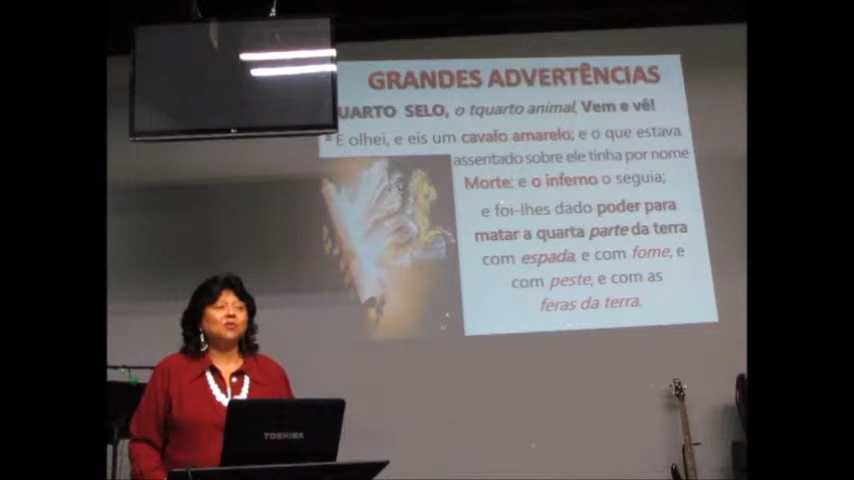 GRANDES ADVERTÊNCIAS
UARTO SELO, o tquarto animal, Vem e vê!
E olhei, e eis um cavalo amarelo; e o que estava
assentado sobre ele tinha por nome
Morte; e o inferno o seguia;
e foi-lhes dado poder para
matar a quarta parte da terra
com espada, e com fome, e
com peste, e com as
feras da terra.
TOSHIBA